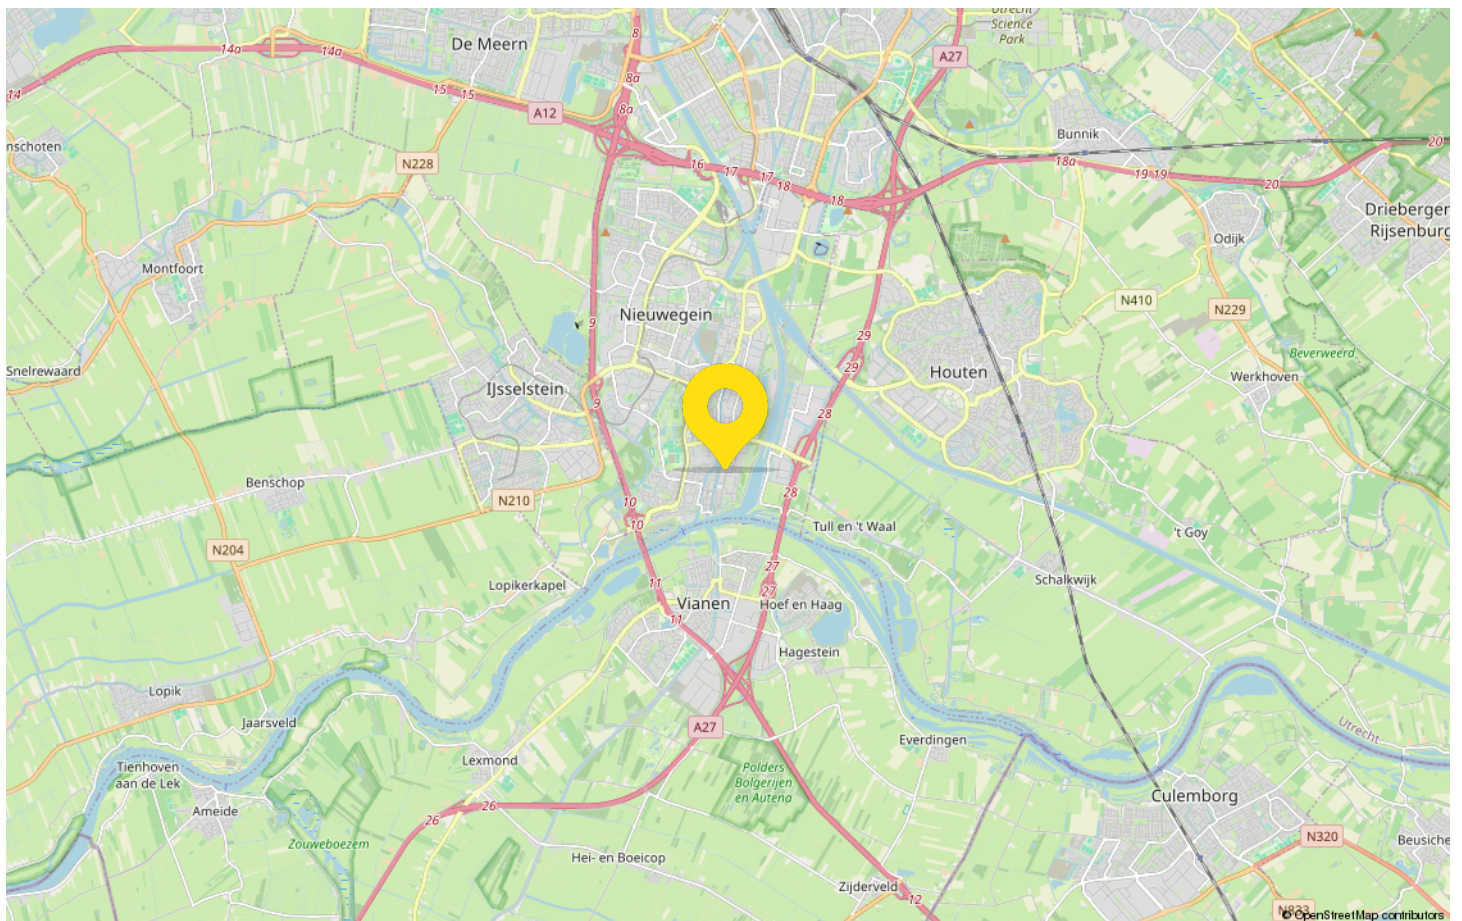 Utrecht
Science
Park
8
De Meern
14a
14a
A27
8a
14
15
15
8a
A12
Bunnik
nschoten
N228
16
17
17
18
18
18a
19
19
20
20
Driebergen
Rijsenburg
Odijk
Montfoort
N410
N229
Nieuwegein
9
29
29
Beverweerd
Snelrewaard
IJsselstein
Houten
Werkhoven
9
28
Benschop
28
N210
10
10
Tull en 't Waal
't Goy
N204
27
Schalkwijk
Lopikerkapel
11
27
Vianen
Hoef en Haag
11
Hagestein
Lopik
Jaarsveld
A27
Utrecht
Everdingen
Lexmond
Tienhoven
aan de Lek
Polders
Bolgerijen
en Autena
Culemborg
Ameide
26
26
N320
Beusiche
Zouweboezem
Hei- en Boeicop
Zijderveld
12
N833
© OpenStreetMap contributors